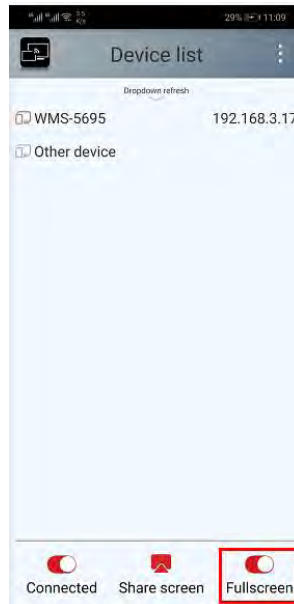 29% 11:09
Device list
Dropdown refresh
WMS-5695 192.168.3.17
Other device
Connected Share screen Fullscreen